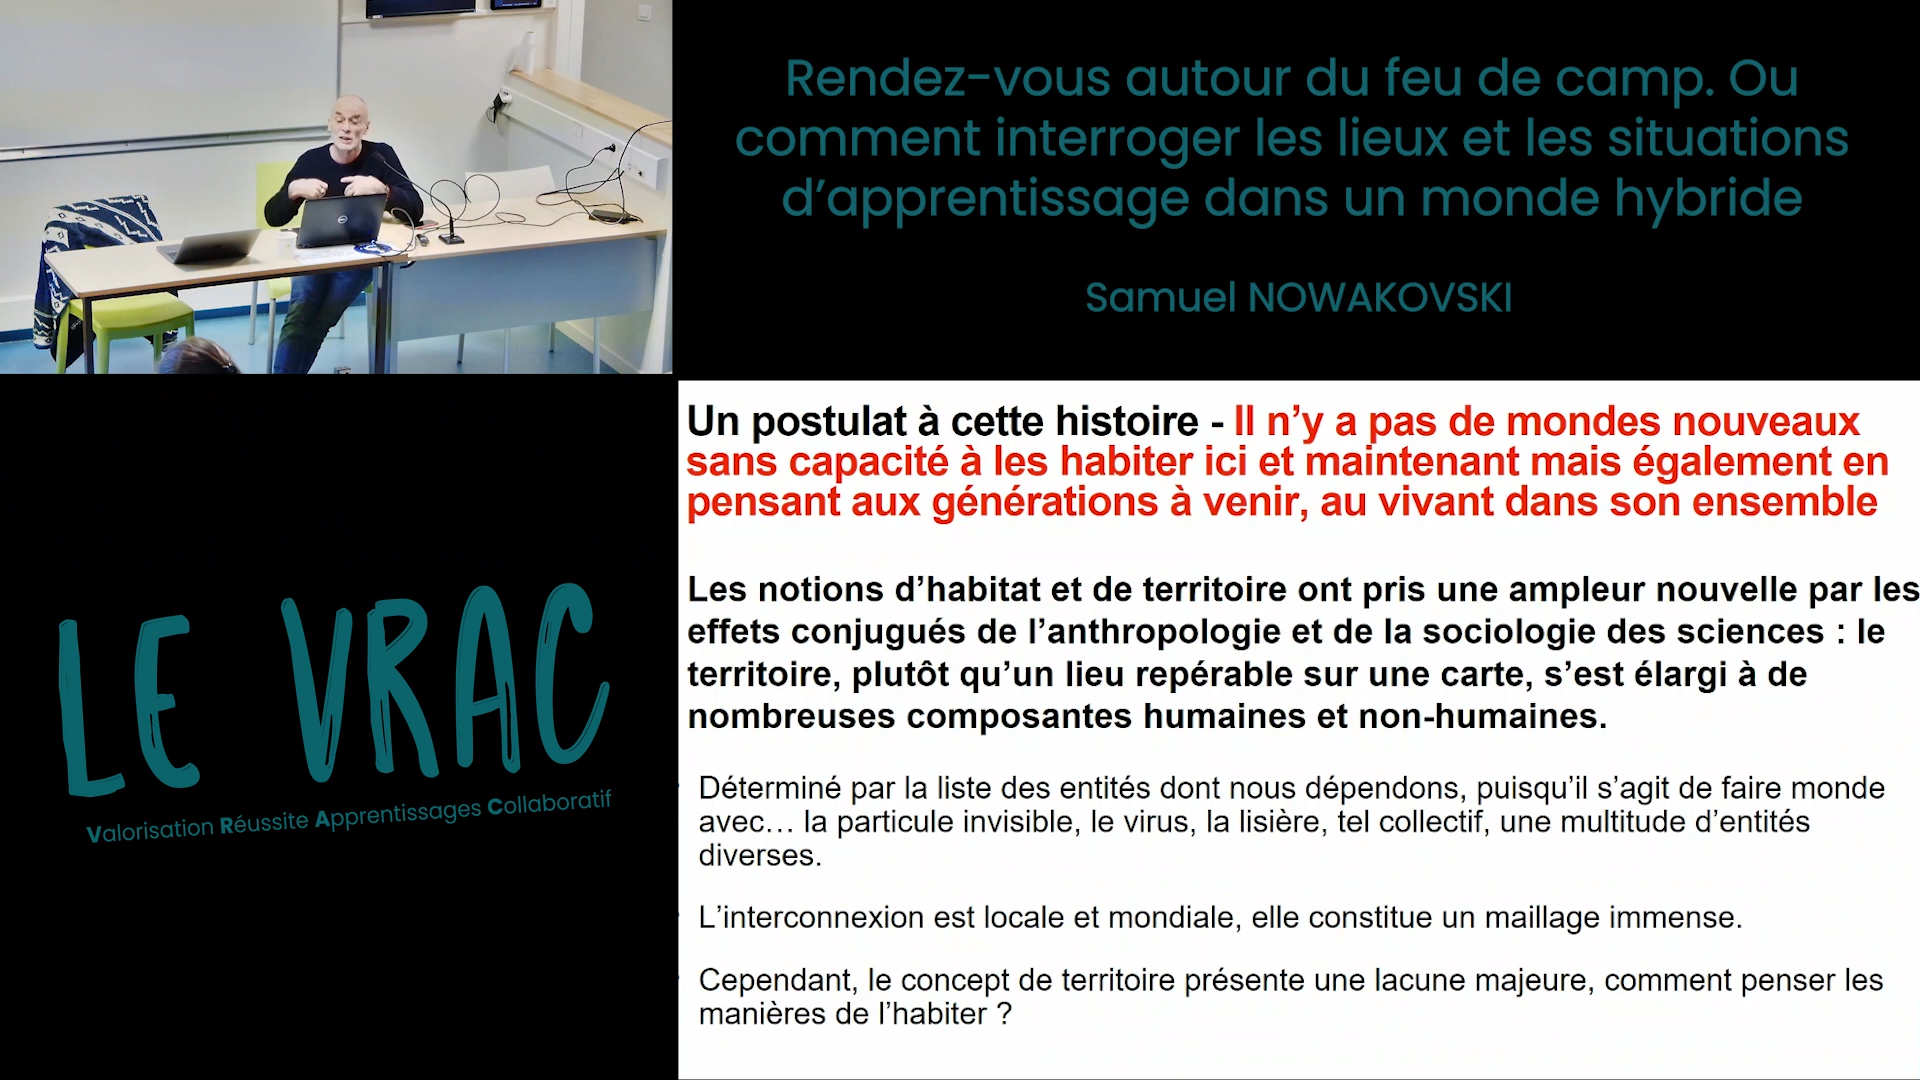 Rendez-vous autour du feu de camp. Ou
comment interroger les lieux et les situations
d’apprentissage dans un monde hybride
Samuel NOWAKOVSKI
LE VRAC
Valorisation Réussite Apprentissages Collaboratif
Un postulat à cette histoire - Il n’y a pas de mondes nouveaux
sans capacité à les habiter ici et maintenant mais également en
pensant aux générations à venir, au vivant dans son ensemble
Les notions d’habitat et de territoire ont pris une ampleur nouvelle par les
effets conjugués de l’anthropologie et de la sociologie des sciences : le
territoire, plutôt qu’un lieu repérable sur une carte, s’est élargi à de
nombreuses composantes humaines et non-humaines.
Déterminé par la liste des entités dont nous dépendons, puisqu’il s’agit de faire monde
avec… la particule invisible, le virus, la lisière, tel collectif, une multitude d’entités
diverses.
L’interconnexion est locale et mondiale, elle constitue un maillage immense.
Cependant, le concept de territoire présente une lacune majeure, comment penser les
manières de l’habiter ?